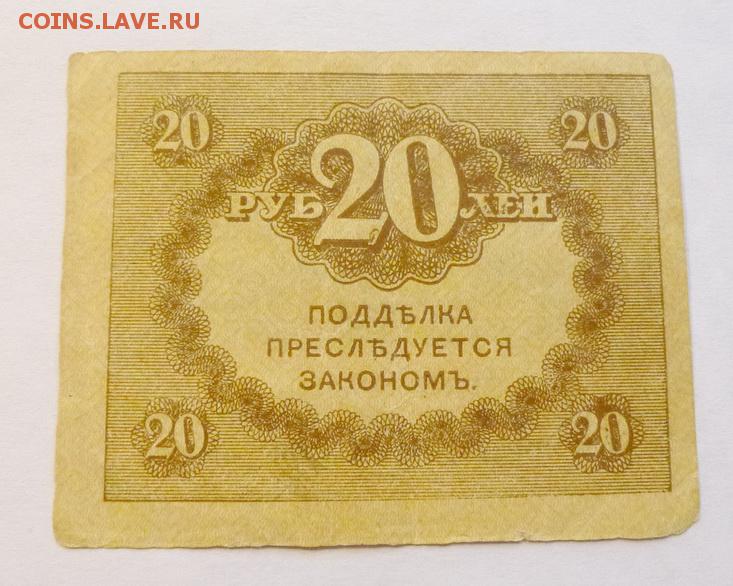 COINS.LAVE.RU
20 20
20
РУБ ЛЕЙ
ПОДДѢЛКА
ПРЕСЛѢДУЕТСЯ
ЗАКОНОМЪ.
20 20